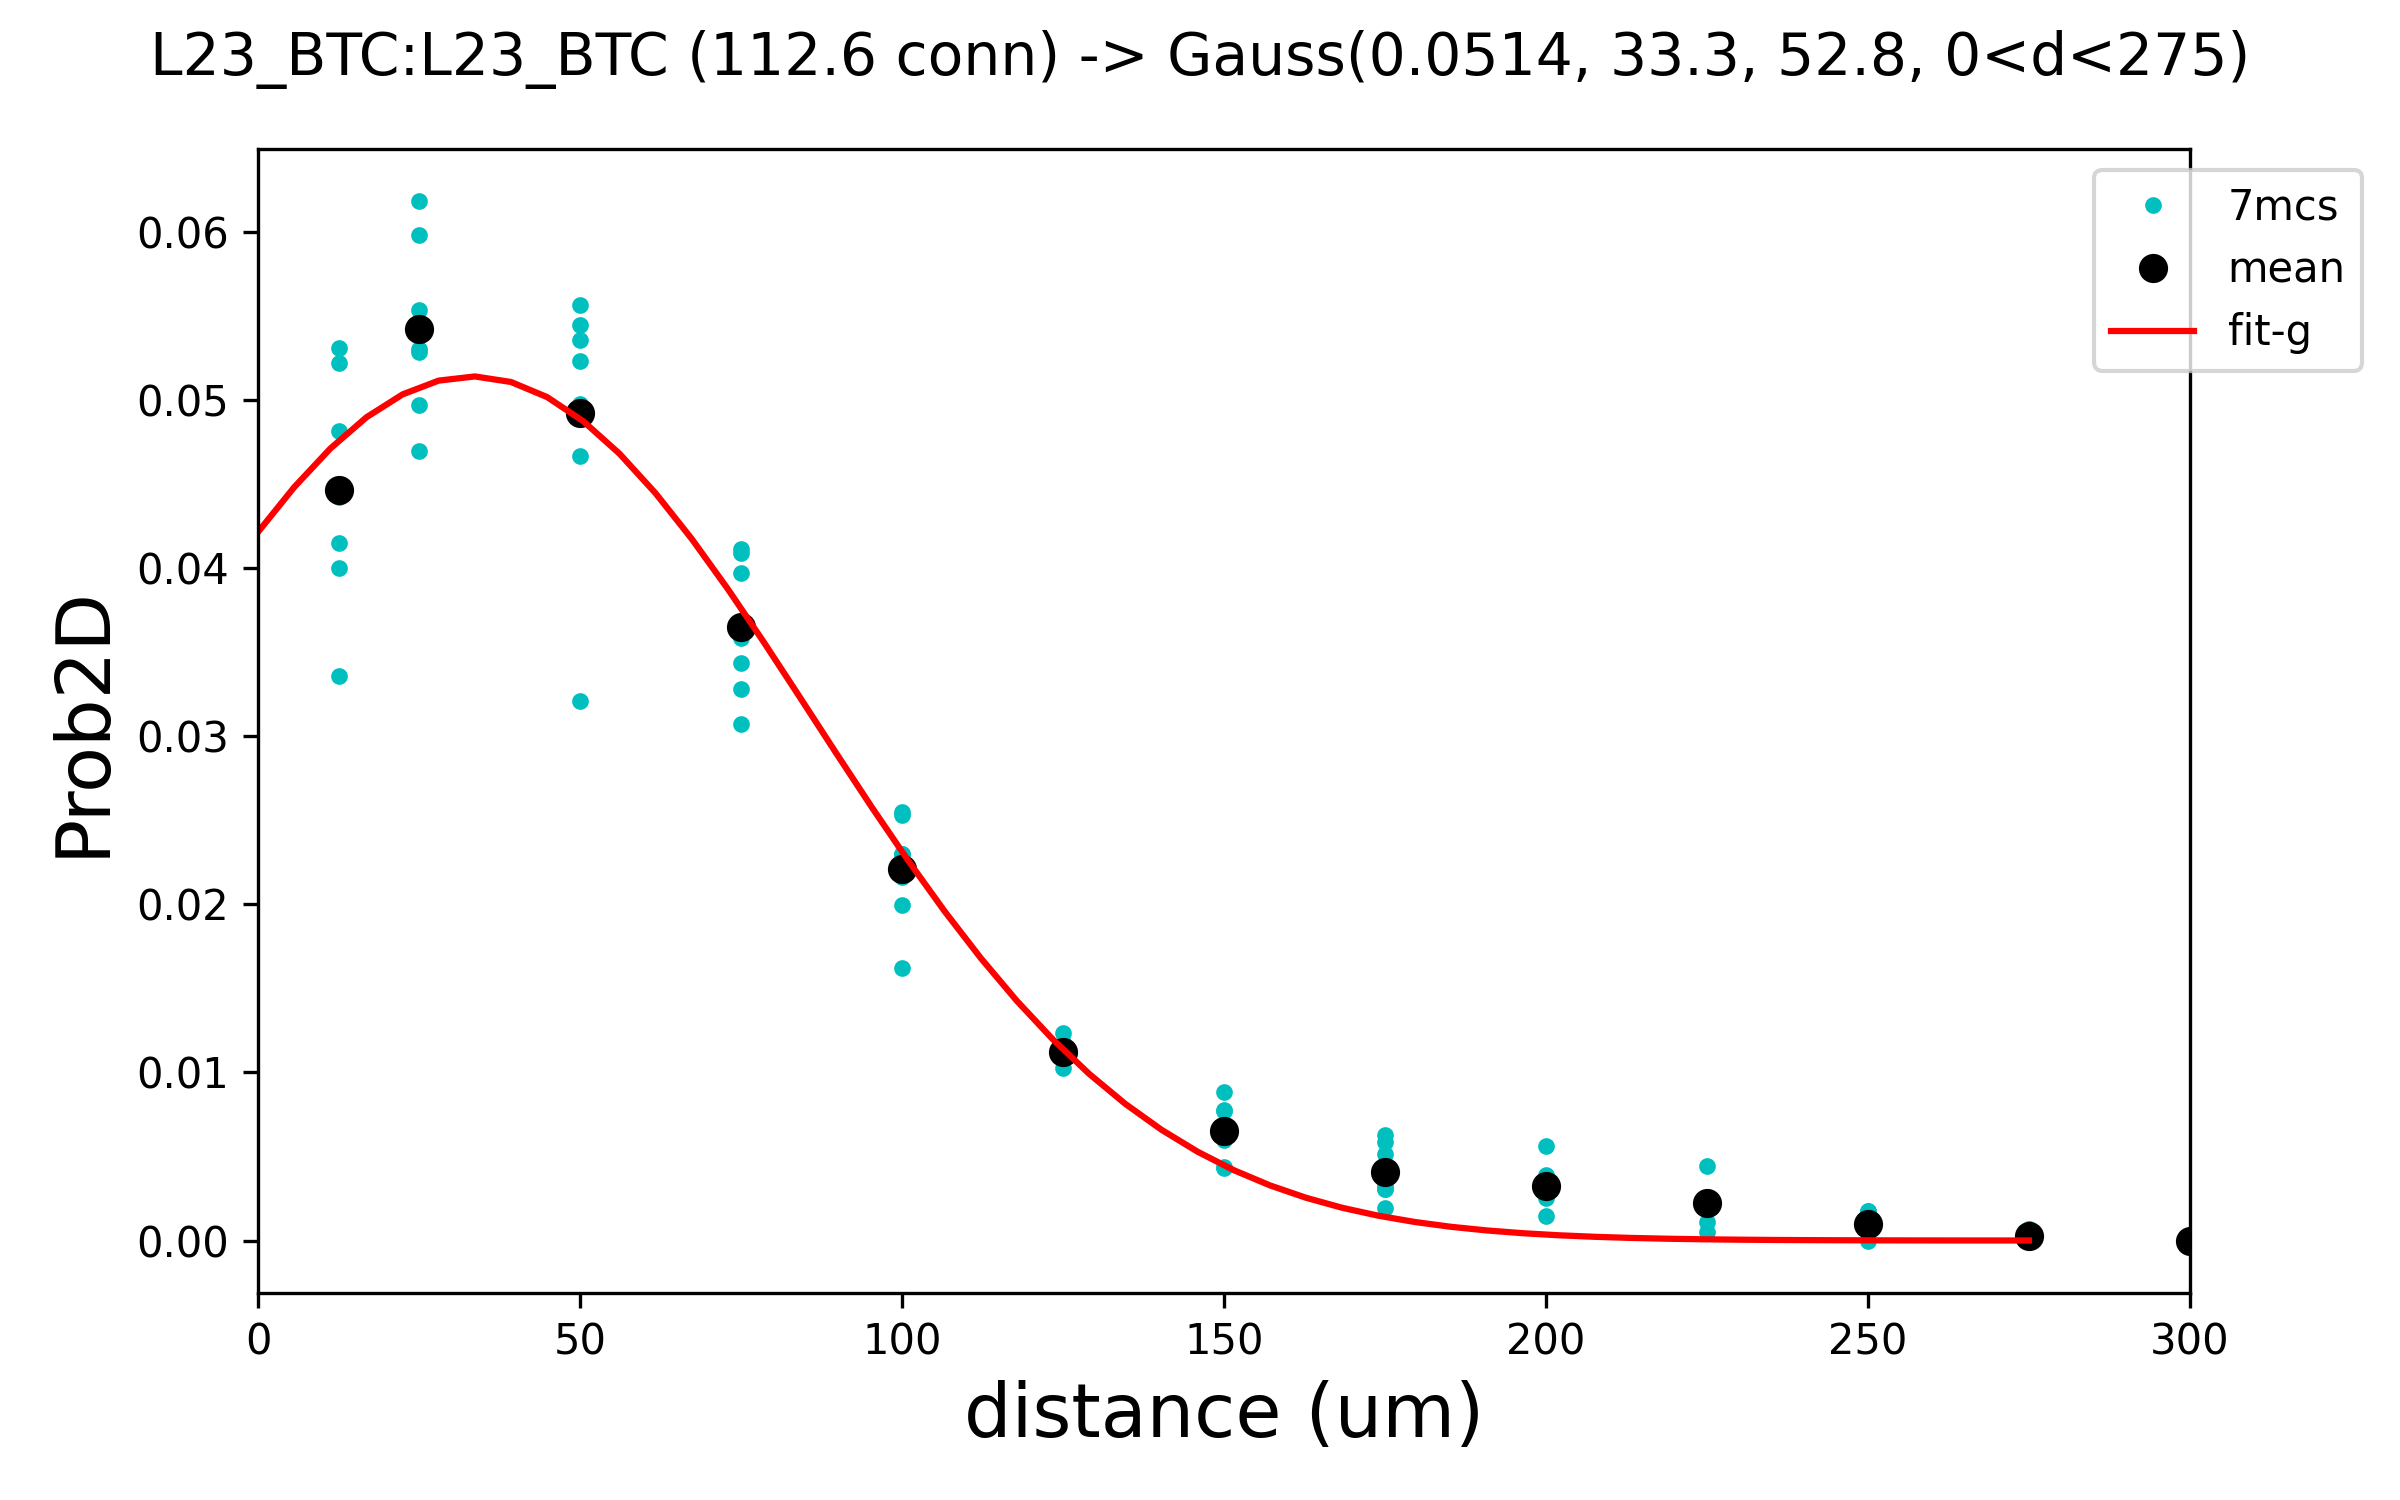 L23_BTC:L23_BTC (112.6 conn) -> Gauss(0.0514, 33.3, 52.8, 0<d<275)
7mcs
mean
fit-g
Prob2D
0.06
0.05
0.04
0.03
0.02
0.01
0.00
0
50
100
150
200
250
300
distance (um)